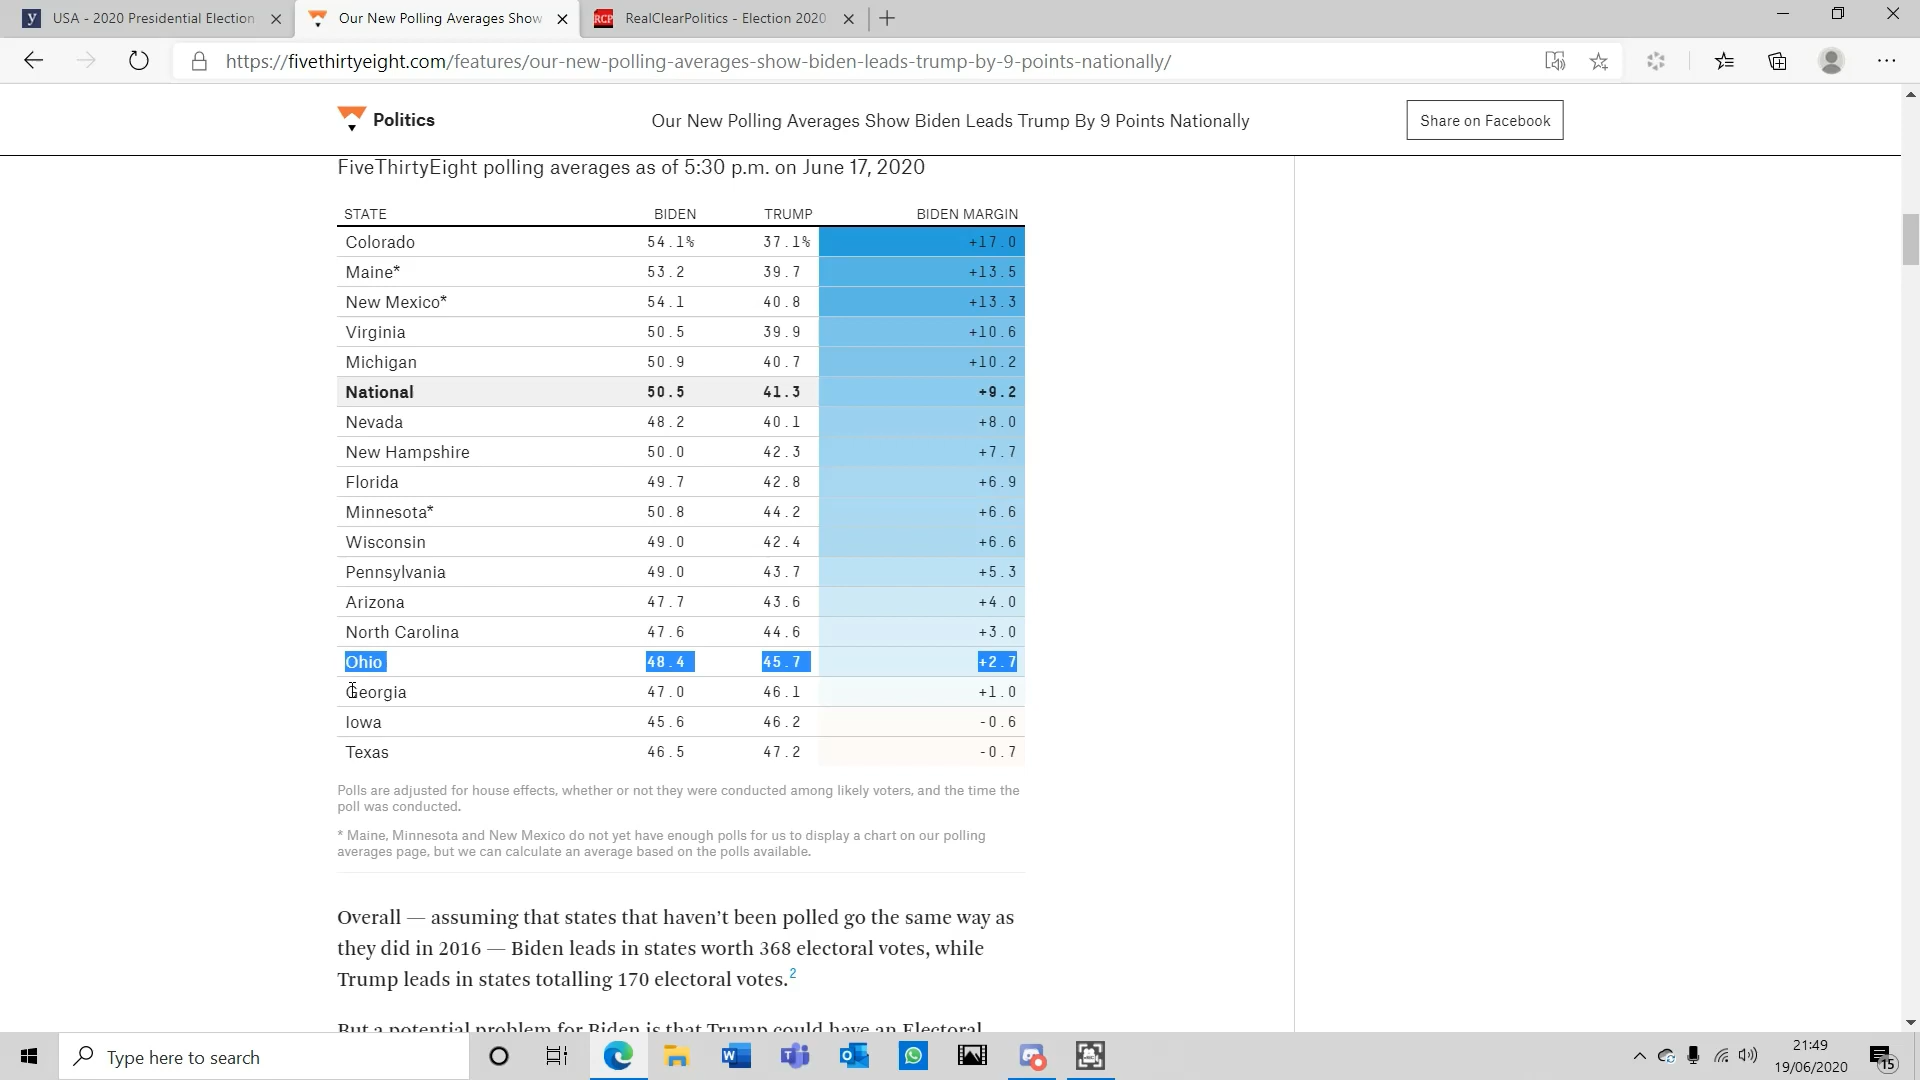 USA - 2020 Presidential Election
Our New Polling Averages Show
RCP RealClearPolitics - Election 2020
https://fivethirtyeight.com/features/our-new-polling-averages-show-biden-leads-trump-by-9-points-nationally/
Politics
Our New Polling Averages Show Biden Leads Trump By 9 Points Nationally
Share on Facebook
FiveThirtyEight polling averages as of 5:30 p.m. on June 17, 2020
STATE BIDEN TRUMP BIDEN MARGIN
Colorado 54.1% 37.1% +17.0
Maine* 53.2 39.7 +13.5
New Mexico* 54.1 40.8 +13.3
Virginia 50.5 39.9 +10.6
Michigan 50.9 40.7 +10.2
National 50.5 41.3 +9.2
Nevada 48.2 40.1 +8.0
New Hampshire 50.0 42.3 +7.7
Florida 49.7 42.8 +6.9
Minnesota* 50.8 44.2 +6.6
Wisconsin 49.0 42.4 +6.6
Pennsylvania 49.0 43.7 +5.3
Arizona 47.7 43.6 +4.0
North Carolina 47.6 44.6 +3.0
Ohio 48.4 45.7 +2.7
Georgia 47.0 46.1 +1.0
Iowa 45.6 46.2 -0.6
Texas 46.5 47.2 -0.7
Polls are adjusted for house effects, whether or not they were conducted among likely voters, and the time the
poll was conducted.
* Maine, Minnesota and New Mexico do not yet have enough polls for us to display a chart on our polling
averages page, but we can calculate an average based on the polls available.
Overall — assuming that states that haven't been polled go the same way as
they did in 2016 — Biden leads in states worth 368 electoral votes, while
Trump leads in states totalling 170 electoral votes.2
But a potential problem for Biden is that Trump could have an Electoral
Type here to search
21:49
19/06/2020
15